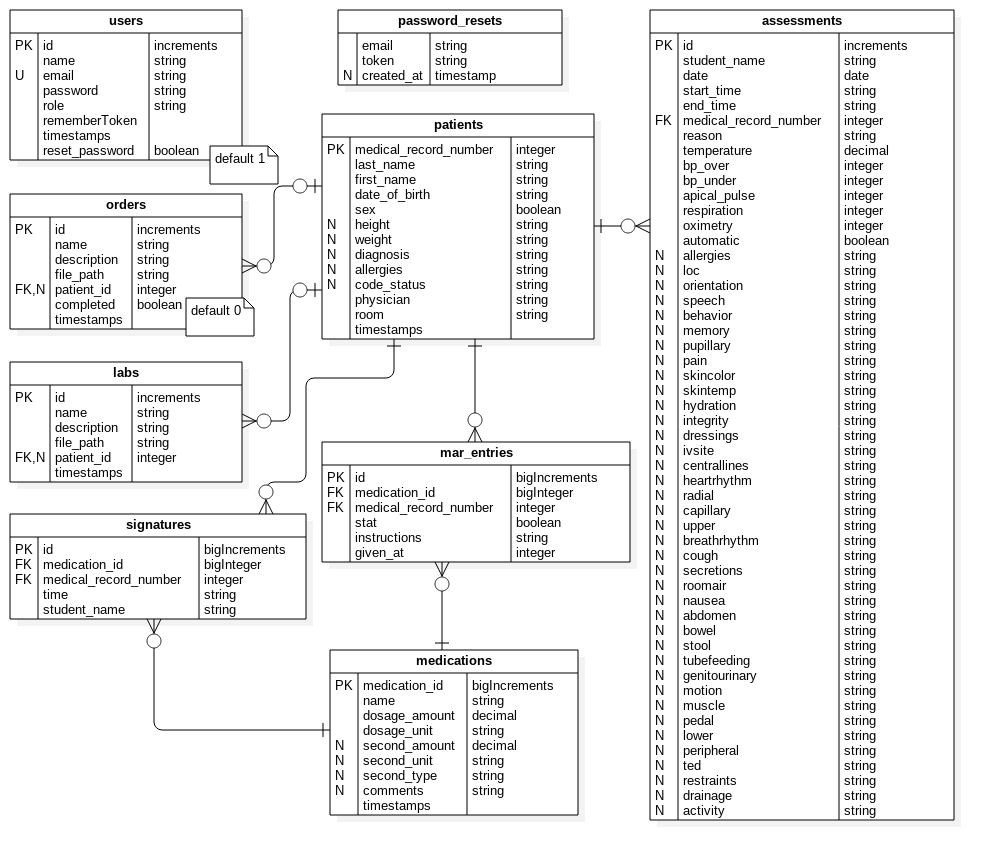 users
PK id increments
name string
U email string
password string
role string
rememberToken
timestamps
reset_password boolean
default 1
password_resets
email string
token string
N created_at timestamp
assessments
PK id increments
student_name string
date date
start_time string
end_time string
FK medical_record_number integer
reason string
temperature decimal
bp_over integer
bp_under integer
apical_pulse integer
respiration integer
oximetry integer
automatic boolean
N allergies string
N loc string
N orientation string
N speech string
N behavior string
N memory string
N pupillary string
N pain string
N skincolor string
N skintemp string
N hydration string
N integrity string
N dressings string
N ivsite string
N centrallines string
N heartrhythm string
N radial string
N capillary string
N upper string
N breathrhythm string
N cough string
N secretions string
N roomair string
N nausea string
N abdomen string
N bowel string
N stool string
N tubefeeding string
N genitourinary string
N motion string
N muscle string
N pedal string
N lower string
N peripheral string
N ted string
N restraints string
N drainage string
N activity string
patients
PK medical_record_number integer
last_name string
first_name string
date_of_birth string
sex boolean
N height string
N weight string
N diagnosis string
N allergies string
N code_status string
physician string
room string
timestamps
orders
PK id increments
name string
description string
file_path string
FK,N patient_id integer
completed boolean
timestamps
default 0
labs
PK id increments
name string
description string
file_path string
FK,N patient_id integer
timestamps
mar_entries
PK id bigIncrements
FK medication_id bigInteger
FK medical_record_number integer
stat boolean
instructions string
given_at integer
signatures
PK id bigIncrements
FK medication_id bigInteger
FK medical_record_number integer
time string
student_name string
medications
PK medication_id bigIncrements
name string
dosage_amount decimal
dosage_unit string
N second_amount decimal
N second_unit string
N second_type string
N comments string
timestamps